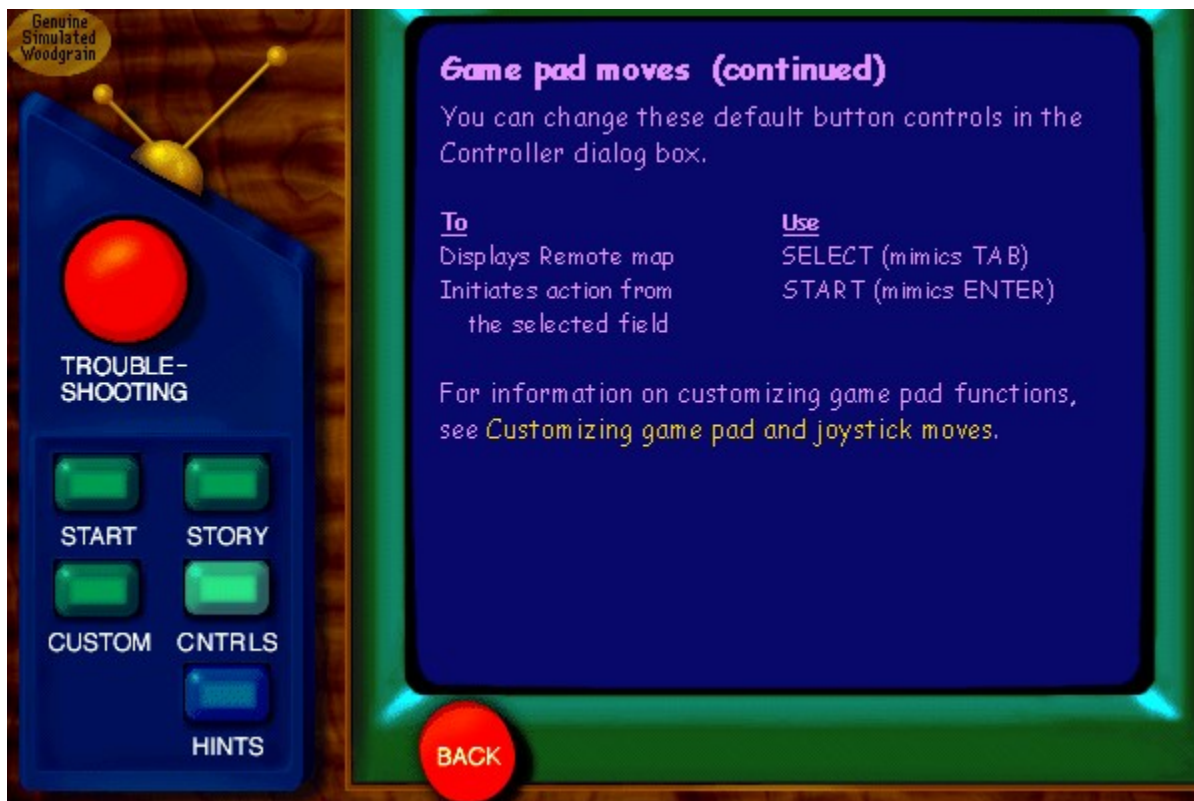 Genuine
Simulated
Woodgrain
TROUBLE-
SHOOTING
START STORY
CUSTOM CNTRLS
HINTS
Game pad moves (continued)
You can change these default button controls in the
Controller dialog box.
To Use
Displays Remote map SELECT (mimics TAB)
Initiates action from START (mimics ENTER)
the selected field
For information on customizing game pad functions,
see Customizing game pad and joystick moves.
BACK